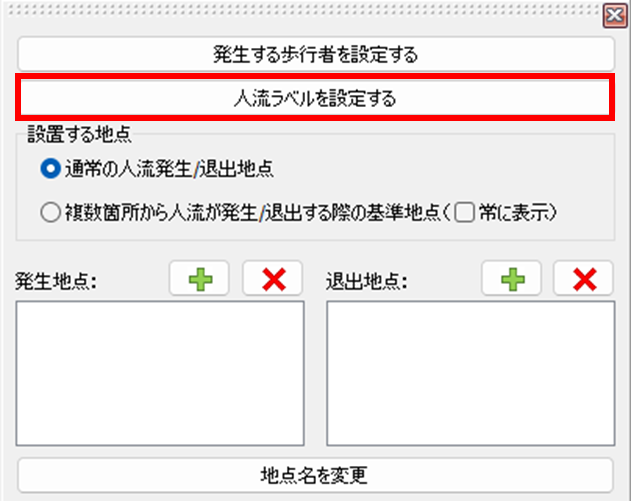 発生する歩行者を設定する
人流ラベルを設定する
設置する地点
通常の人流発生/退出地点
複数箇所から人流が発生/退出する際の基準地点(常に表示)
発生地点: 退出地点:
地点名を変更